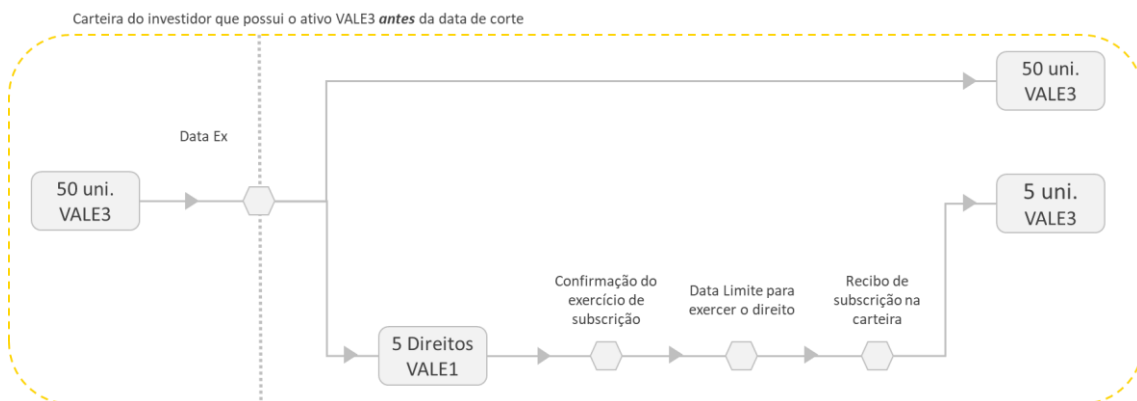 Carteira do investidor que possui o ativo VALE3 antes da data de corte
Data Ex
50 uni.
VALE3
50 uni.
VALE3
5 uni.
VALE3
5 Direitos
VALE1
Confirmação do
exercício de
subscrição
Data Limite para
exercer o direito
Recibo de
subscrição na
carteira